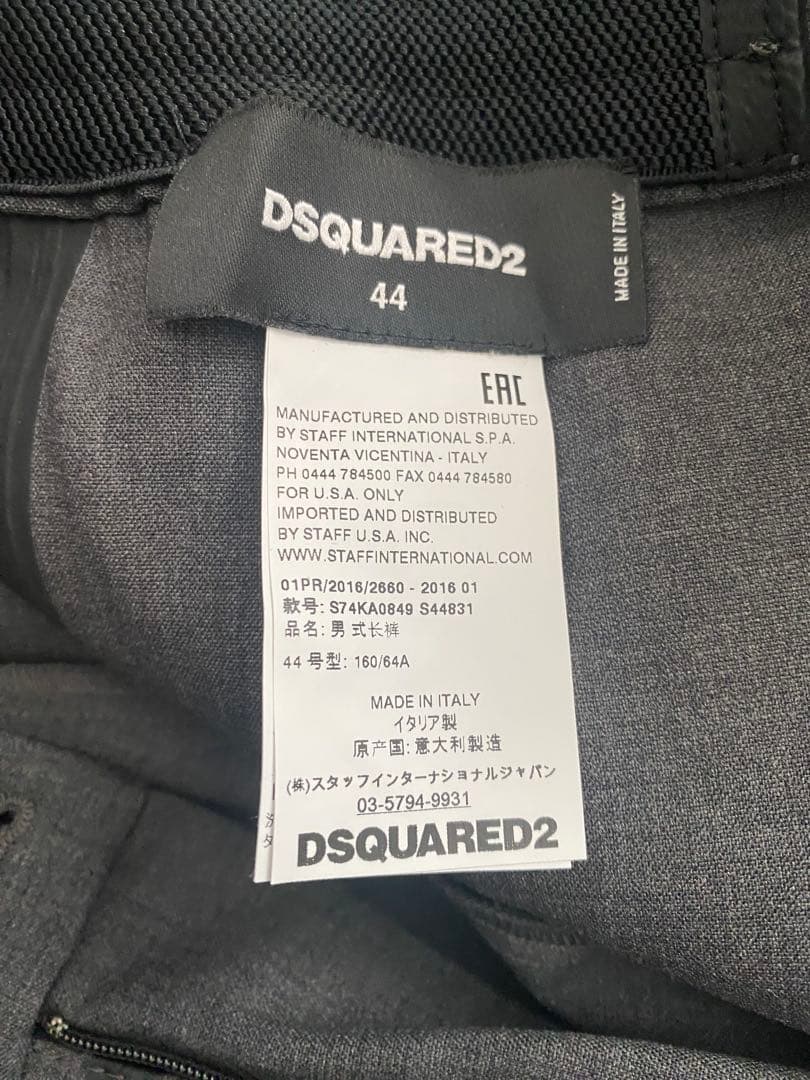 DSQUARED2
44
MADE IN ITALY
EAC
MANUFACTURED AND DISTRIBUTED
BY STAFF INTERNATIONAL S.P.A.
NOVENTA VICENTINA - ITALY
PH 0444 784500 FAX 0444 784580
FOR U.S.A. ONLY
IMPORTED AND DISTRIBUTED
BY STAFF U.S.A. INC.
WWW.STAFFINTERNATIONAL.COM
01PR/2016/2660 - 2016 01
款号: S74KA0849 S44831
品名: 男式长裤
44 号型: 160/64A
MADE IN ITALY
イタリア製
原产国: 意大利製造
(株)スタッフインターナショナルジャパン
03-5794-9931
DSQUARED2